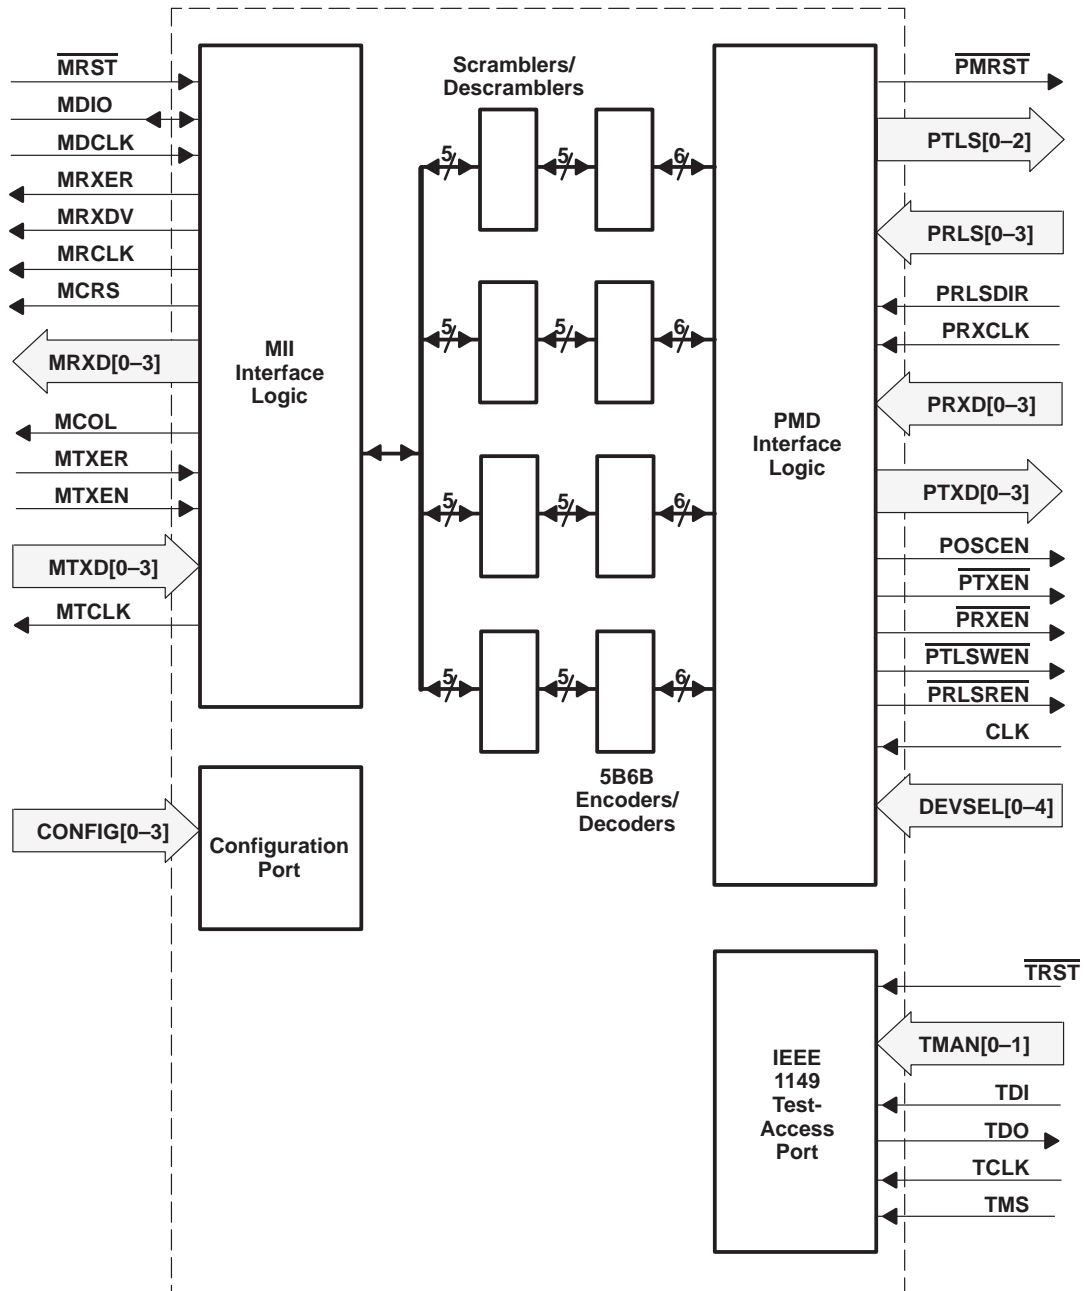 MRST
MDIO
MDCLK
MRXER
MRXDV
MRCLK
MCRS
MRXD[0–3]
MCOL
MTXER
MTXEN
MTXD[0–3]
MTCLK
MII
Interface
Logic
CONFIG[0–3]
Configuration
Port
Scramblers/
Descramblers
5 5 6
5 5 6
5 5 6
5 5 6
5B6B
Encoders/
Decoders
PMD
Interface
Logic
PMRST
PTLS[0–2]
PRLS[0–3]
PRLSDIR
PRXCLK
PRXD[0–3]
PTXD[0–3]
POSCEN
PTXEN
PRXEN
PTLSWEN
PRLSREN
CLK
DEVSEL[0–4]
IEEE
1149
Test-
Access
Port
TRST
TMAN[0–1]
TDI
TDO
TCLK
TMS